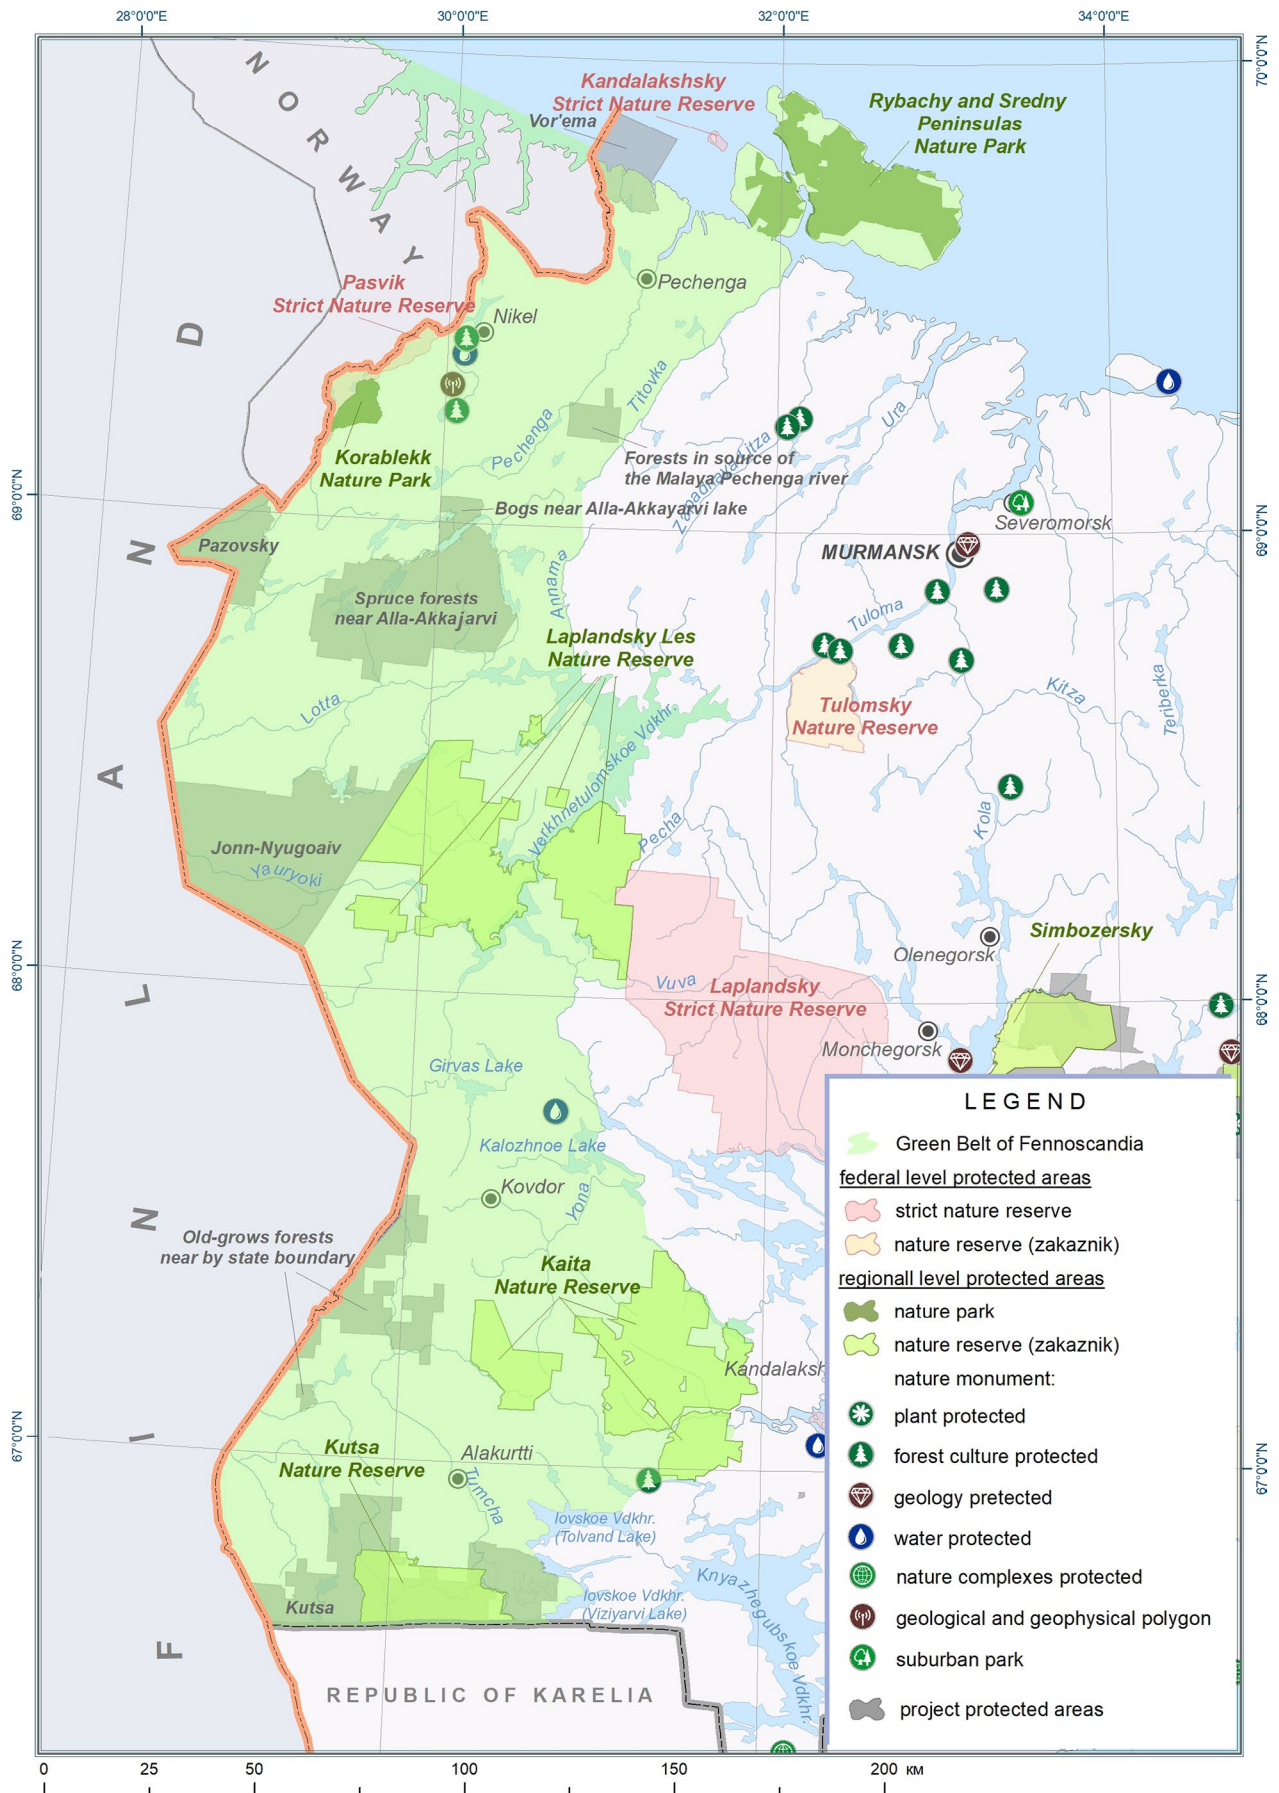 28°0'0"E
30°0'0"E
32°0'0"E
34°0'0"E
70°0'0"N
NORWAY
Kandalakshsky
Strict Nature Reserve
Vor'ema
Rybachy and Sredny
Peninsulas
Nature Park
Pechenga
Pasvik
Strict Nature Reserve
Nikel
Titovka
Ura
Pechenga
Zapadnaya Litza
Korablekk
Nature Park
Forests in source of
the Malaya Pechenga river
Bogs near Alla-Akkayarvi lake
69°0'0"N
69°0'0"N
Severomorsk
MURMANSK
Pazovsky
Annama
Spruce forests
near Alla-Akkajarvi
Tuloma
Laplandsky Les
Nature Reserve
Kitza
Teriberka
Lotta
Tulomsky
Nature Reserve
Verkhnetulomskoe Vdkhr.
Kola
Pecha
Jonn-Nyugoaiv
Yauryoki
Simbozersky
Olenegorsk
68°0'0"N
68°0'0"N
Vuva
Laplandsky
Strict Nature Reserve
Monchegorsk
Girvas Lake
Kalozhnoe Lake
Kovdor
Yona
Old-grows forests
near by state boundary
Kaita
Nature Reserve
Kandalaksh
67°0'0"N
67°0'0"N
Kutsa
Nature Reserve
Alakurtti
Tumcha
Iovskoe Vdkhr.
(Tolvand Lake)
Knyazhegubskoe Vdkhr.
Iovskoe Vdkhr.
(Viziyarvi Lake)
Kutsa
FINLAND
REPUBLIC OF KARELIA
LEGEND
Green Belt of Fennoscandia
federal level protected areas
strict nature reserve
nature reserve (zakaznik)
regionall level protected areas
nature park
nature reserve (zakaznik)
nature monument:
plant protected
forest culture protected
geology pretected
water protected
nature complexes protected
geological and geophysical polygon
suburban park
project protected areas
0 25 50 100 150 200 км